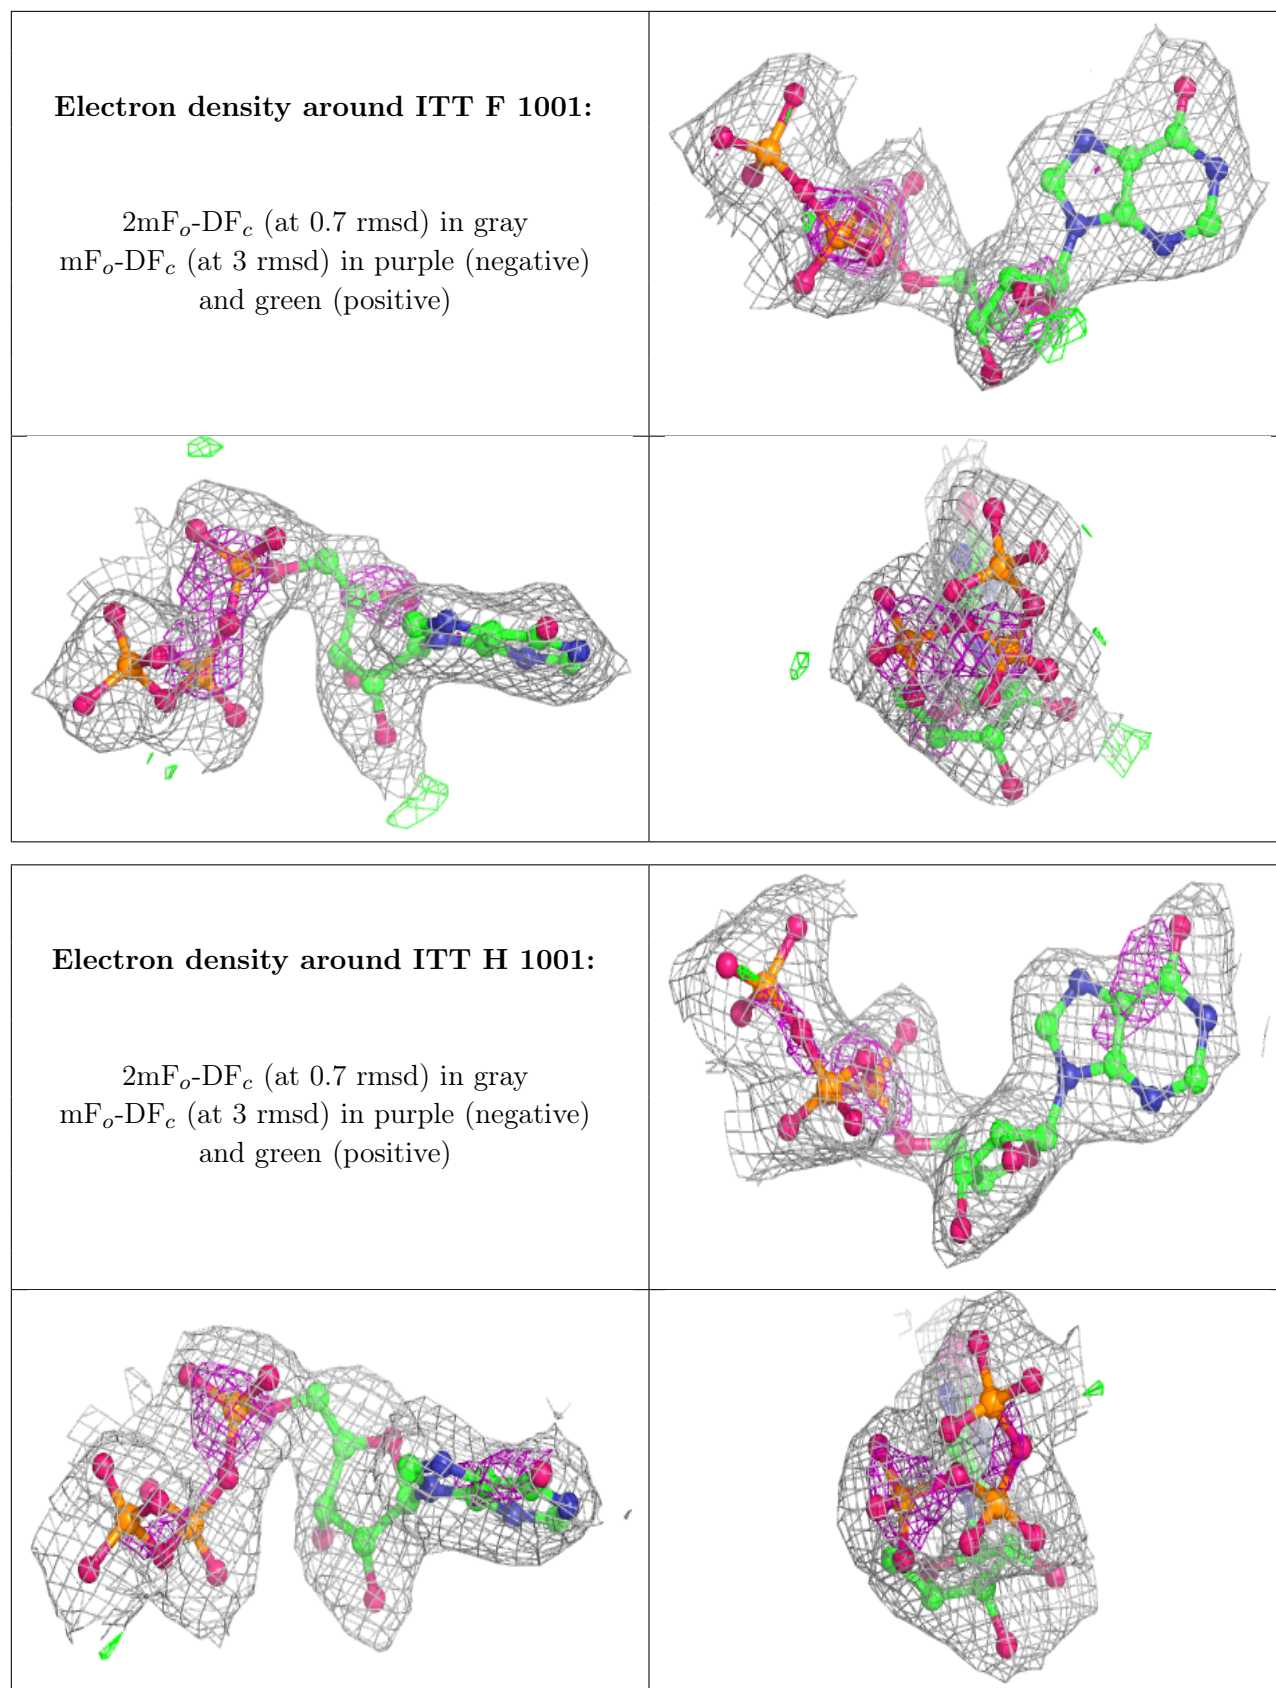 Electron density around ITT F 1001:
2mFₒ-DF𝑐 (at 0.7 rmsd) in gray
mFₒ-DF𝑐 (at 3 rmsd) in purple (negative)
and green (positive)
Electron density around ITT H 1001:
2mFₒ-DF𝑐 (at 0.7 rmsd) in gray
mFₒ-DF𝑐 (at 3 rmsd) in purple (negative)
and green (positive)